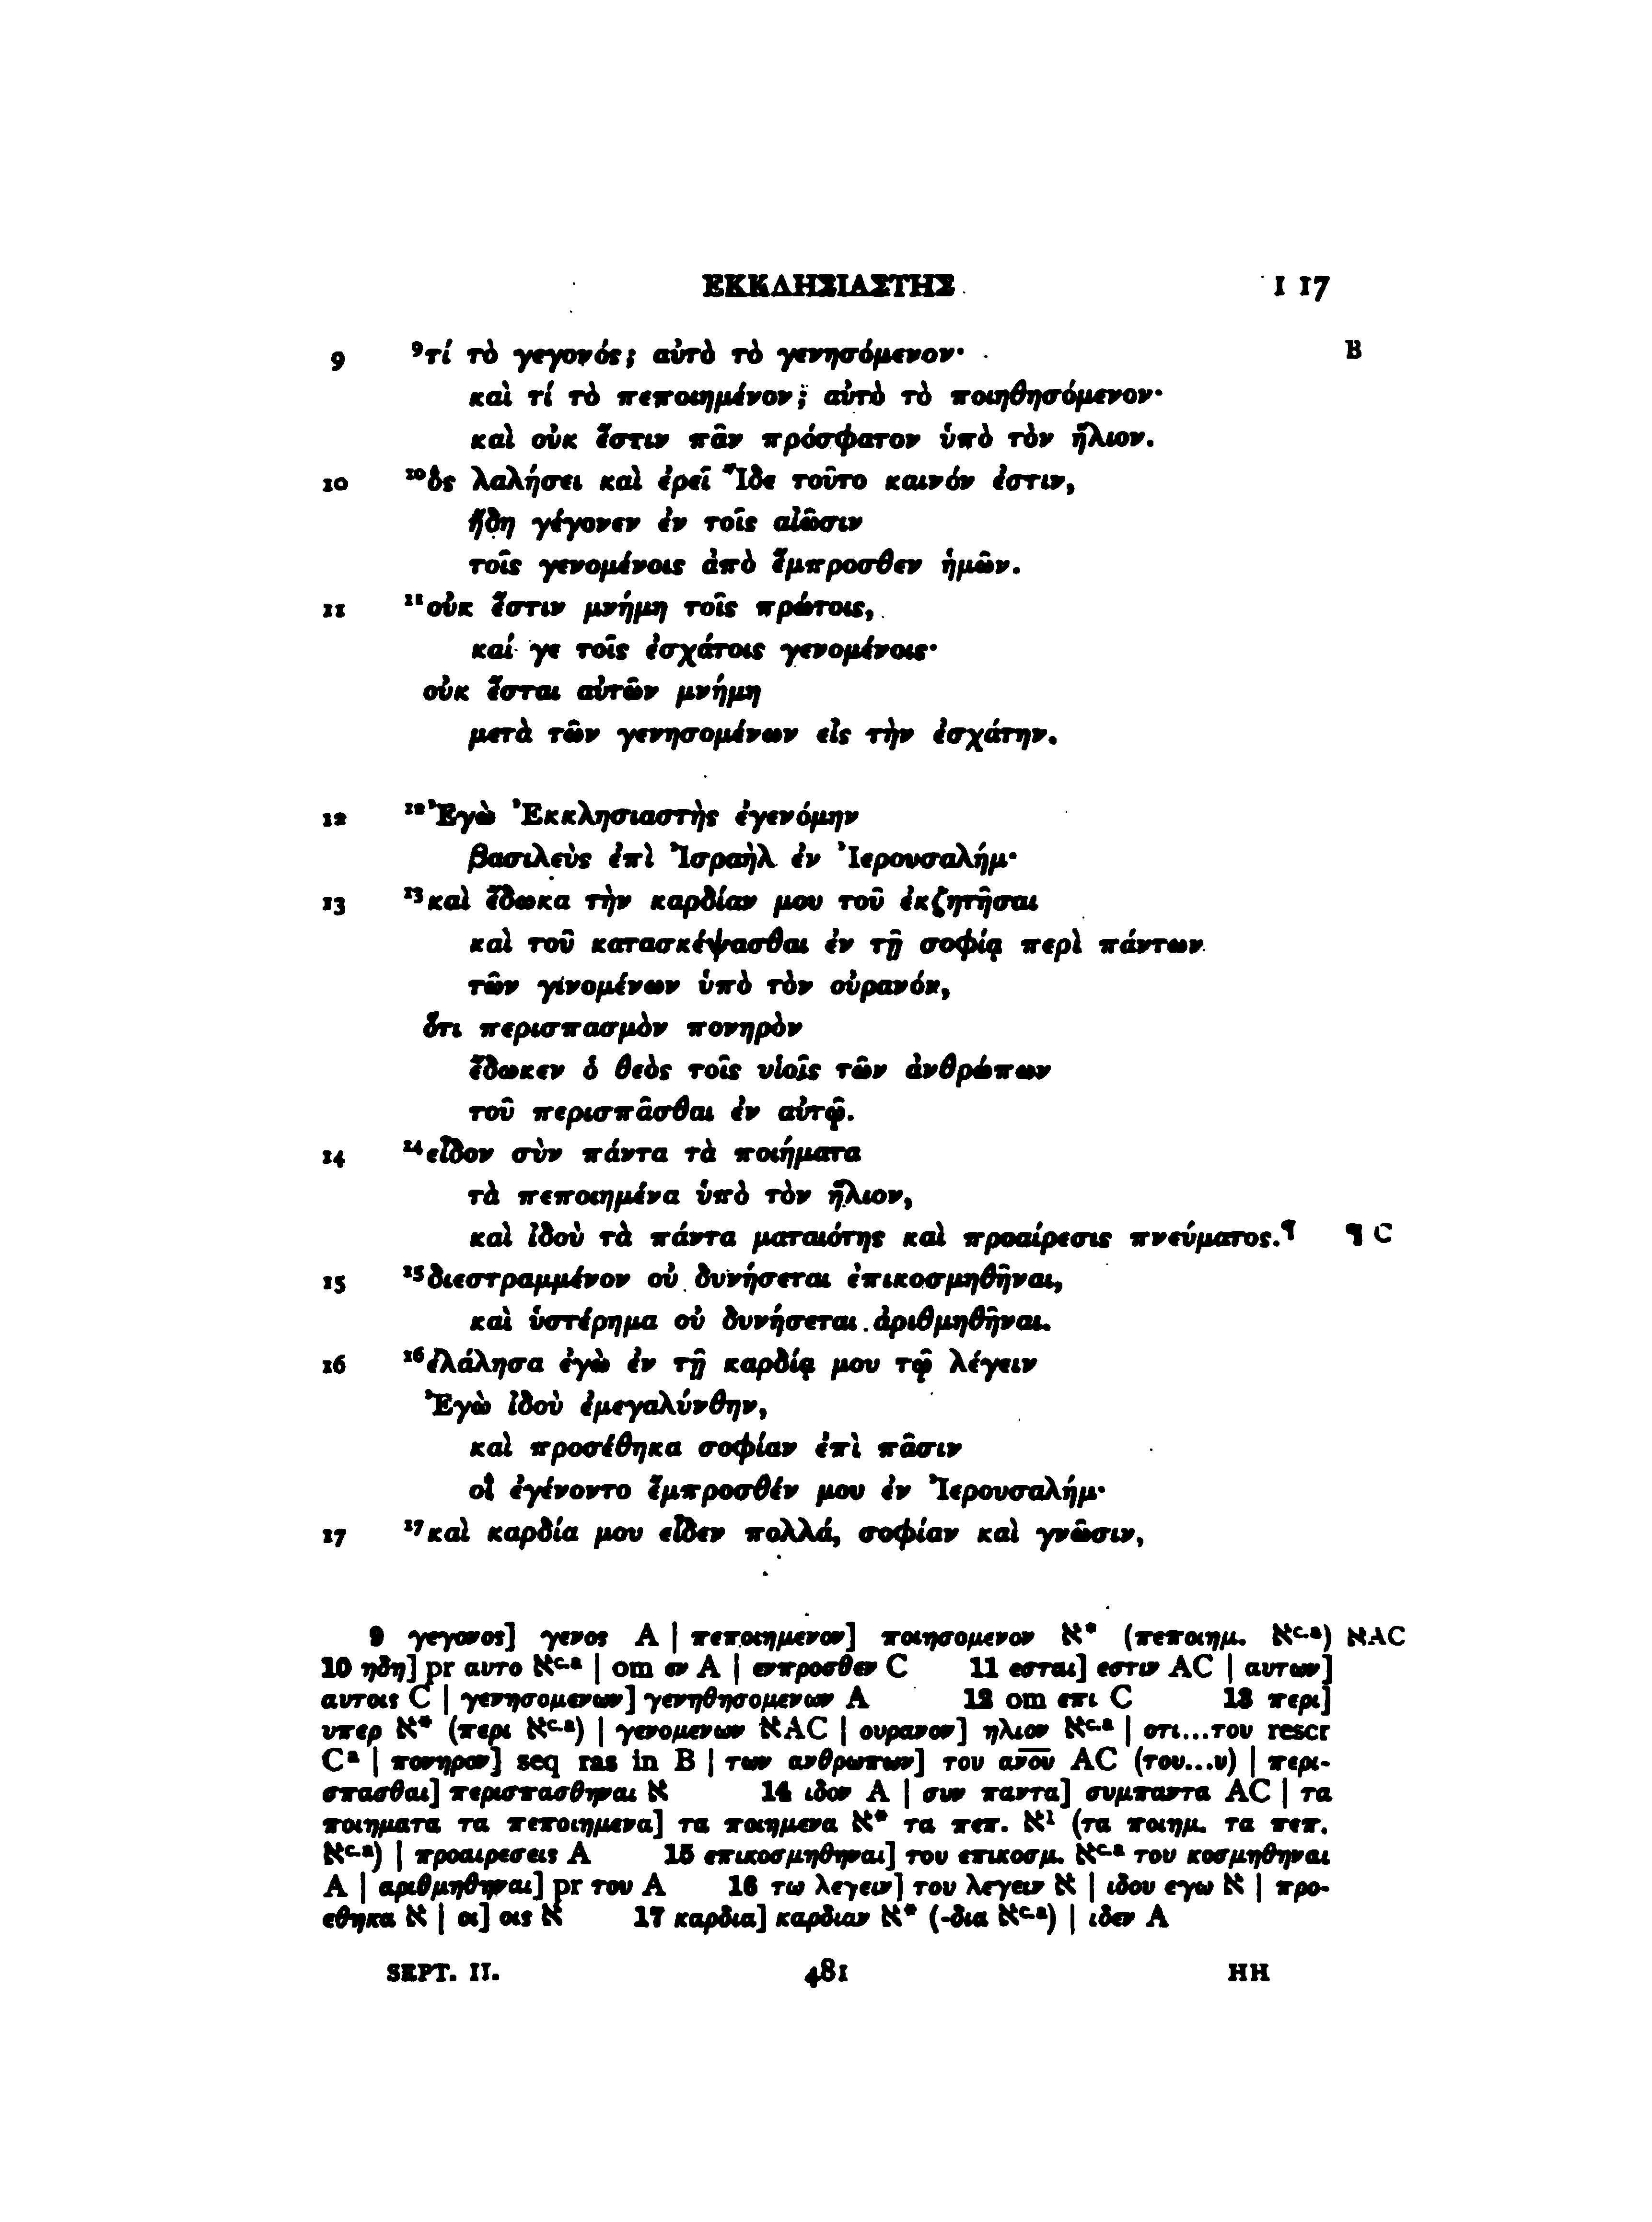 ΕΚΚΛΗΣΙΑΣΤΗΣ I 17
9 ⁹τί τὸ γεγονός; αὐτὸ τὸ γενησόμενον· B
καὶ τί τὸ πεποιημένον; αὐτὸ τὸ ποιηθησόμενον·
καὶ οὐκ ἔστιν πᾶν πρόσφατον ὑπὸ τὸν ἥλιον.
10 ¹⁰ὃς λαλήσει καὶ ἐρεῖ Ἴδε τοῦτο καινόν ἐστιν,
ἤδη γέγονεν ἐν τοῖς αἰῶσιν
τοῖς γενομένοις ἀπὸ ἔμπροσθεν ἡμῶν.
11 ¹¹οὐκ ἔστιν μνήμη τοῖς πρώτοις,
καί γε τοῖς ἐσχάτοις γενομένοις·
οὐκ ἔσται αὐτῶν μνήμη
μετὰ τῶν γενησομένων εἰς τὴν ἐσχάτην.
12 ¹²Ἐγὼ Ἐκκλησιαστὴς ἐγενόμην
βασιλεὺς ἐπὶ Ἰσραὴλ ἐν Ἰερουσαλήμ·
13 ¹³καὶ ἔδωκα τὴν καρδίαν μου τοῦ ἐκζητῆσαι
καὶ τοῦ κατασκέψασθαι ἐν τῇ σοφίᾳ περὶ πάντων
τῶν γινομένων ὑπὸ τὸν οὐρανόν,
ὅτι περισπασμὸν πονηρὸν
ἔδωκεν ὁ θεὸς τοῖς υἱοῖς τῶν ἀνθρώπων
τοῦ περισπᾶσθαι ἐν αὐτῷ.
14 ¹⁴εἶδον σὺν πάντα τὰ ποιήματα
τὰ πεποιημένα ὑπὸ τὸν ἥλιον,
καὶ ἰδοὺ τὰ πάντα ματαιότης καὶ προαίρεσις πνεύματος.¶ ¶ C
15 ¹⁵διεστραμμένον οὐ δυνήσεται ἐπικοσμηθῆναι,
καὶ ὑστέρημα οὐ δυνήσεται ἀριθμηθῆναι.
16 ¹⁶ἐλάλησα ἐγὼ ἐν τῇ καρδίᾳ μου τῷ λέγειν
Ἐγὼ ἰδοὺ ἐμεγαλύνθην,
καὶ προσέθηκα σοφίαν ἐπὶ πᾶσιν
οἳ ἐγένοντο ἔμπροσθέν μου ἐν Ἰερουσαλήμ·
17 ¹⁷καὶ καρδία μου εἶδεν πολλά, σοφίαν καὶ γνῶσιν,
9 γεγονος] γενος A | πεποιημενον] ποιησομενον ℵ* (πεποιημ. ℵc.a) ℵAC
10 ηδη] pr αυτο ℵc.a | om εν A | ενπροσθεν C 11 εσται] εστιν AC | αυτων]
αυτοις C | γενησομενων] γενηθησομενων A 12 om επι C 13 περι]
υπερ ℵ* (περι ℵc.a) | γενομενων ℵAC | ουρανον] ηλιον ℵc.a | οτι...του rescr
Ca | πονηρον] seq ras in B | των ανθρωπων] του α̅ν̅ο̅υ̅ AC (του...υ) | περι-
σπασθαι] περισπασθηναι ℵ 14 ιδον A | συν παντα] συμπαντα AC | τα
ποιηματα τα πεποιημενα] τα ποιημενα ℵ* τα πεπ. ℵ¹ (τα ποιημ. τα πεπ.
ℵc.a) | προαιρεσεις A 15 επικοσμηθηναι] του επικοσμ. ℵc.a του κοσμηθηναι
A | αριθμηθηναι] pr του A 16 τω λεγειν] του λεγειν ℵ | ιδου εγω ℵ | προ-
εθηκα ℵ | οι] οις ℵ 17 καρδια] καρδιαν ℵ* (-δια ℵc.a) | ιδεν A
SEPT. II. 481 HH